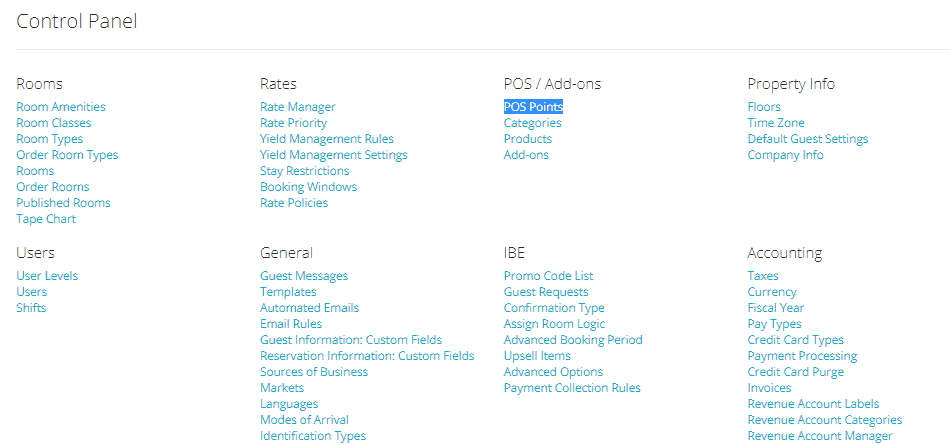 Control Panel
Rooms
Room Amenities
Room Classes
Room Types
Order Room Types
Rooms
Order Rooms
Published Rooms
Tape Chart
Rates
Rate Manager
Rate Priority
Yield Management Rules
Yield Management Settings
Stay Restrictions
Booking Windows
Rate Policies
POS / Add-ons
POS Points
Categories
Products
Add-ons
Property Info
Floors
Time Zone
Default Guest Settings
Company Info
Users
User Levels
Users
Shifts
General
Guest Messages
Templates
Automated Emails
Email Rules
Guest Information: Custom Fields
Reservation Information: Custom Fields
Sources of Business
Markets
Languages
Modes of Arrival
Identification Types
IBE
Promo Code List
Guest Requests
Confirmation Type
Assign Room Logic
Advanced Booking Period
Upsell Items
Advanced Options
Payment Collection Rules
Accounting
Taxes
Currency
Fiscal Year
Pay Types
Credit Card Types
Payment Processing
Credit Card Purge
Invoices
Revenue Account Labels
Revenue Account Categories
Revenue Account Manager